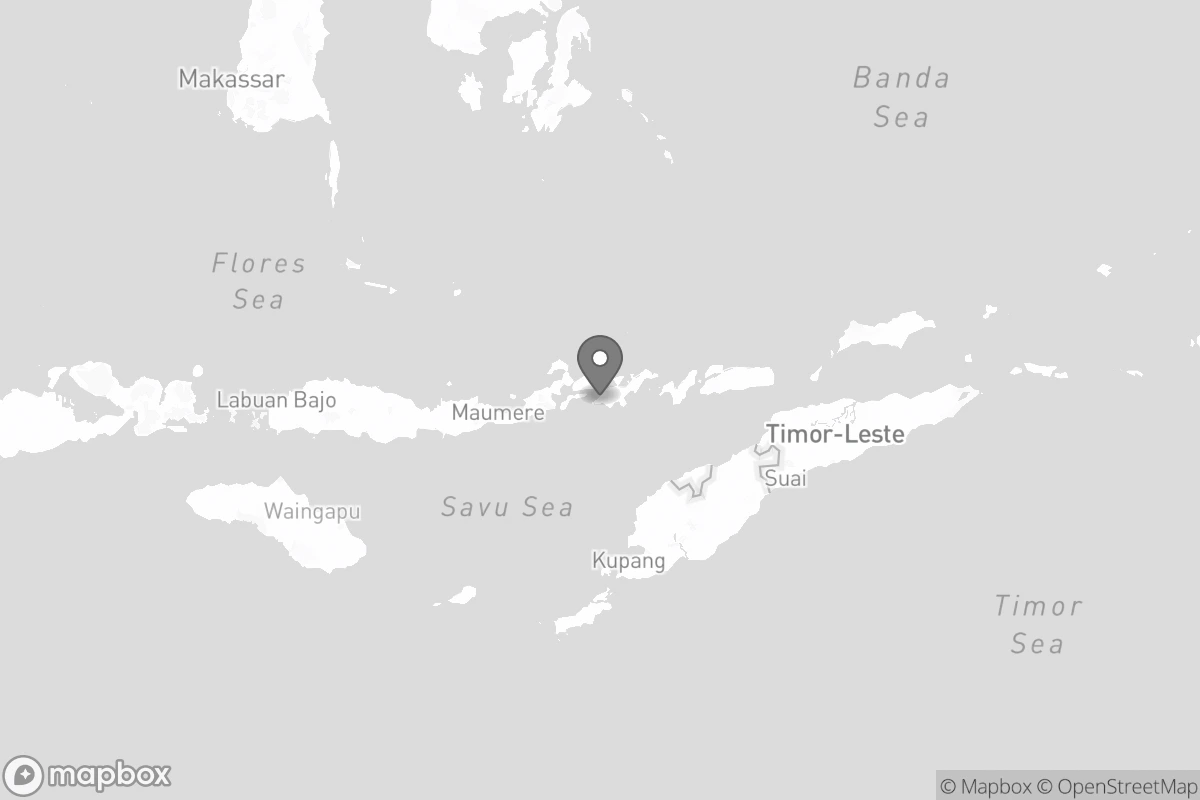 Makassar
Banda
Sea
Flores
Sea
Labuan Bajo
Maumere
Timor-Leste
Suai
Waingapu
Savu Sea
Kupang
Timor
Sea
mapbox
© Mapbox © OpenStreetMap